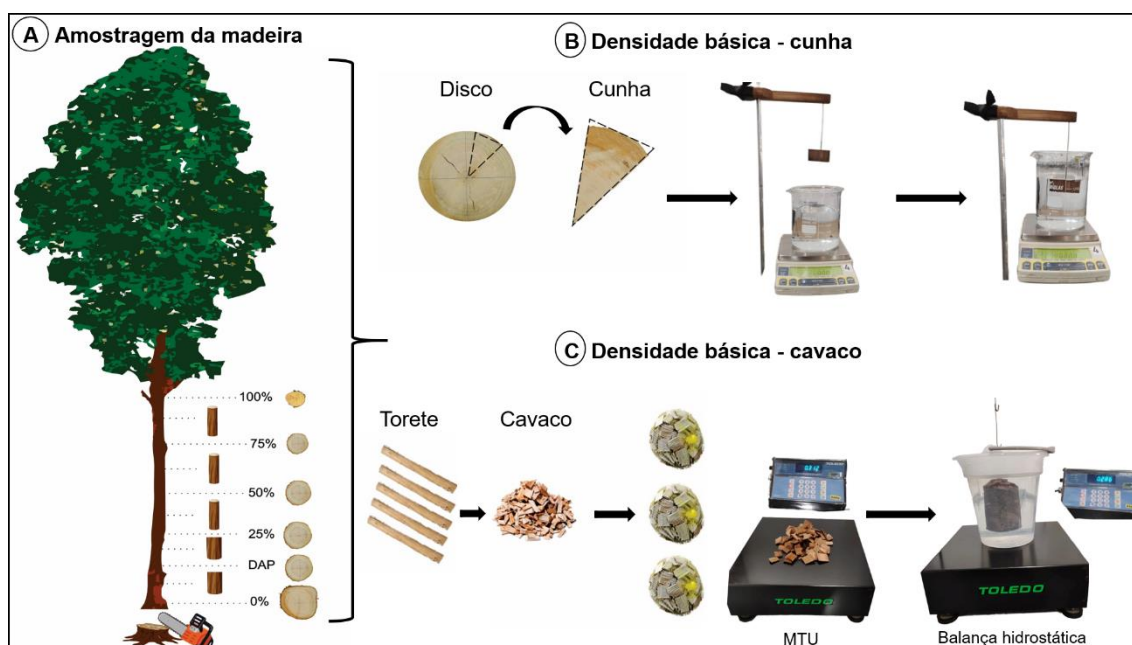 A Amostragem da madeira
100%
75%
50%
25%
DAP
0%
B Densidade básica - cunha
Disco
Cunha
C Densidade básica - cavaco
Torete
Cavaco
TOLEDO
MTU
TOLEDO
Balança hidrostática